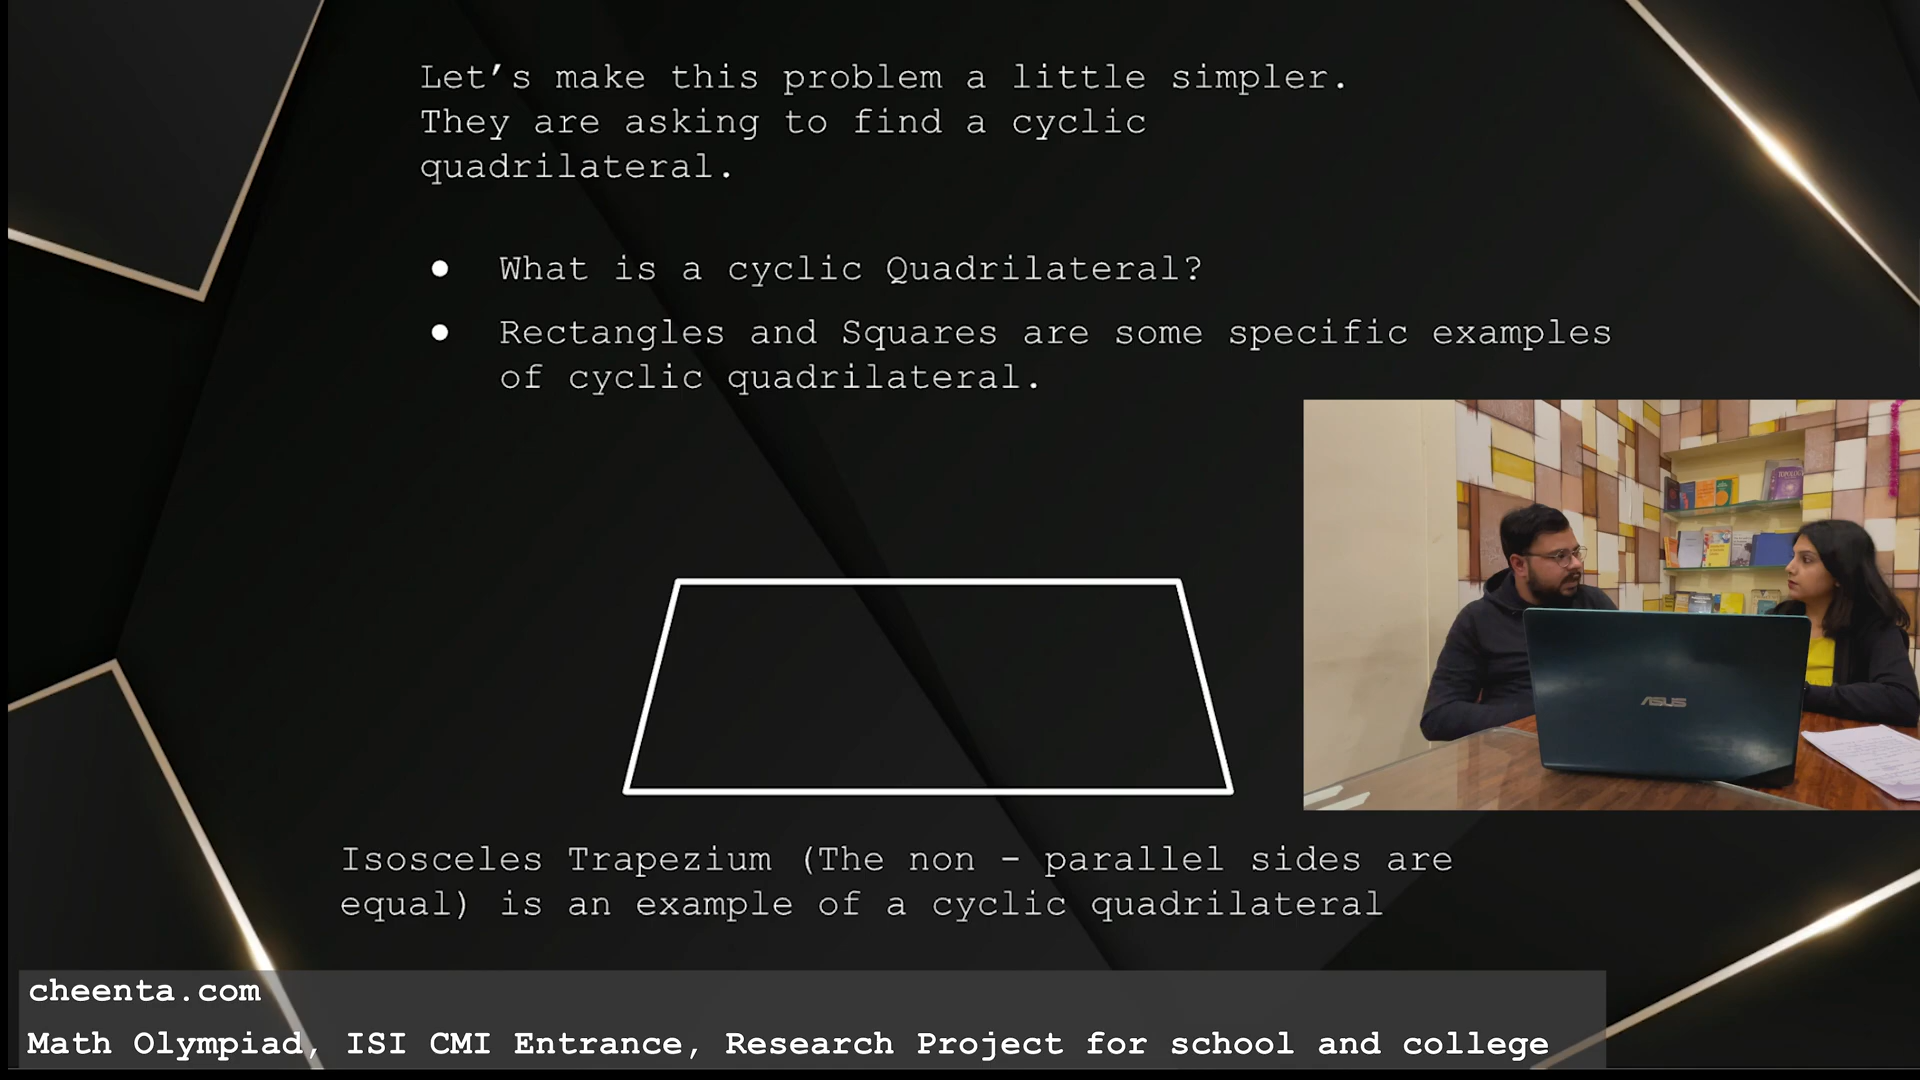 Let’s make this problem a little simpler.
They are asking to find a cyclic
quadrilateral.
● What is a cyclic Quadrilateral?
● Rectangles and Squares are some specific examples
of cyclic quadrilateral.
TOPOLOGY
ASUS
Isosceles Trapezium (The non - parallel sides are
equal) is an example of a cyclic quadrilateral
cheenta.com
Math Olympiad, ISI CMI Entrance, Research Project for school and college